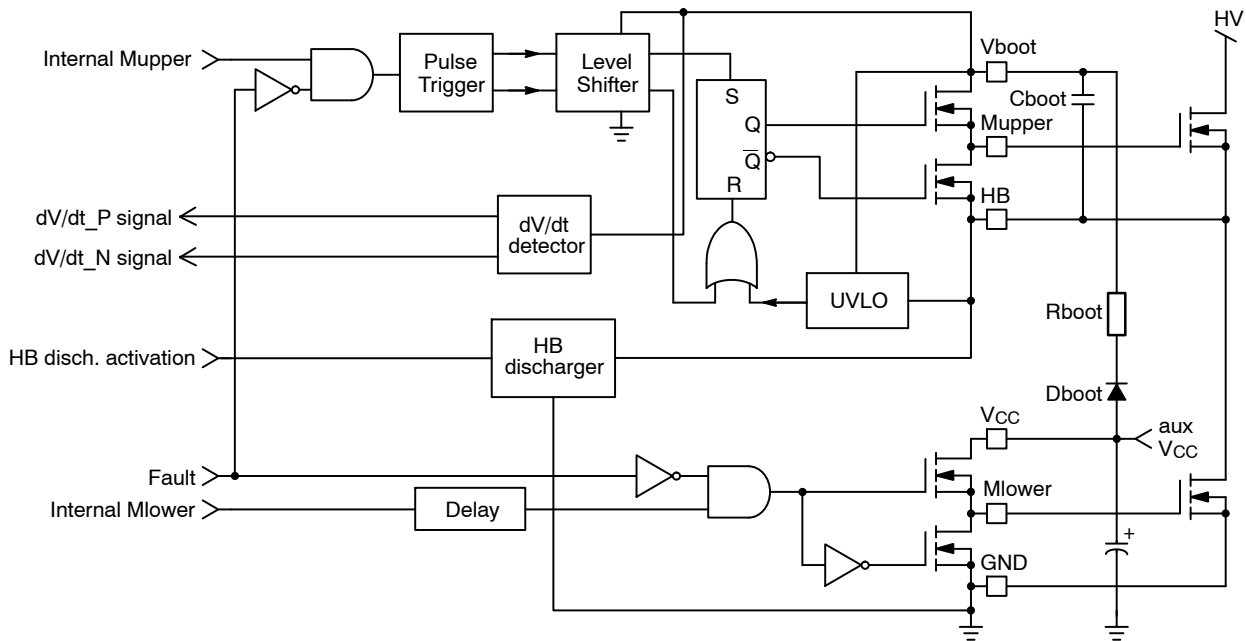 HV
Internal Mupper
Pulse
Trigger
Level
Shifter
Vboot
Cboot
S
Q
Mupper
Q̅
R
HB
dV/dt_P signal
dV/dt
detector
dV/dt_N signal
UVLO
Rboot
HB disch. activation
HB
discharger
Dboot
VCC
aux
VCC
Fault
Internal Mlower
Delay
Mlower
+
GND